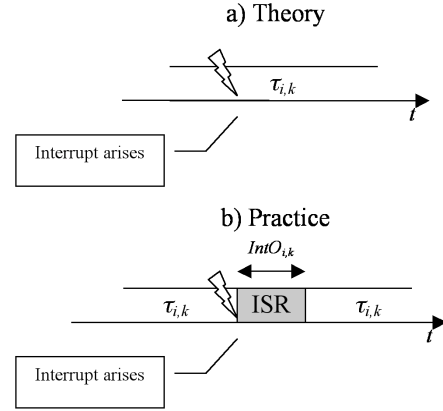 a) Theory
τi,k
t
Interrupt arises
b) Practice
IntOi,k
τi,k ISR τi,k
t
Interrupt arises